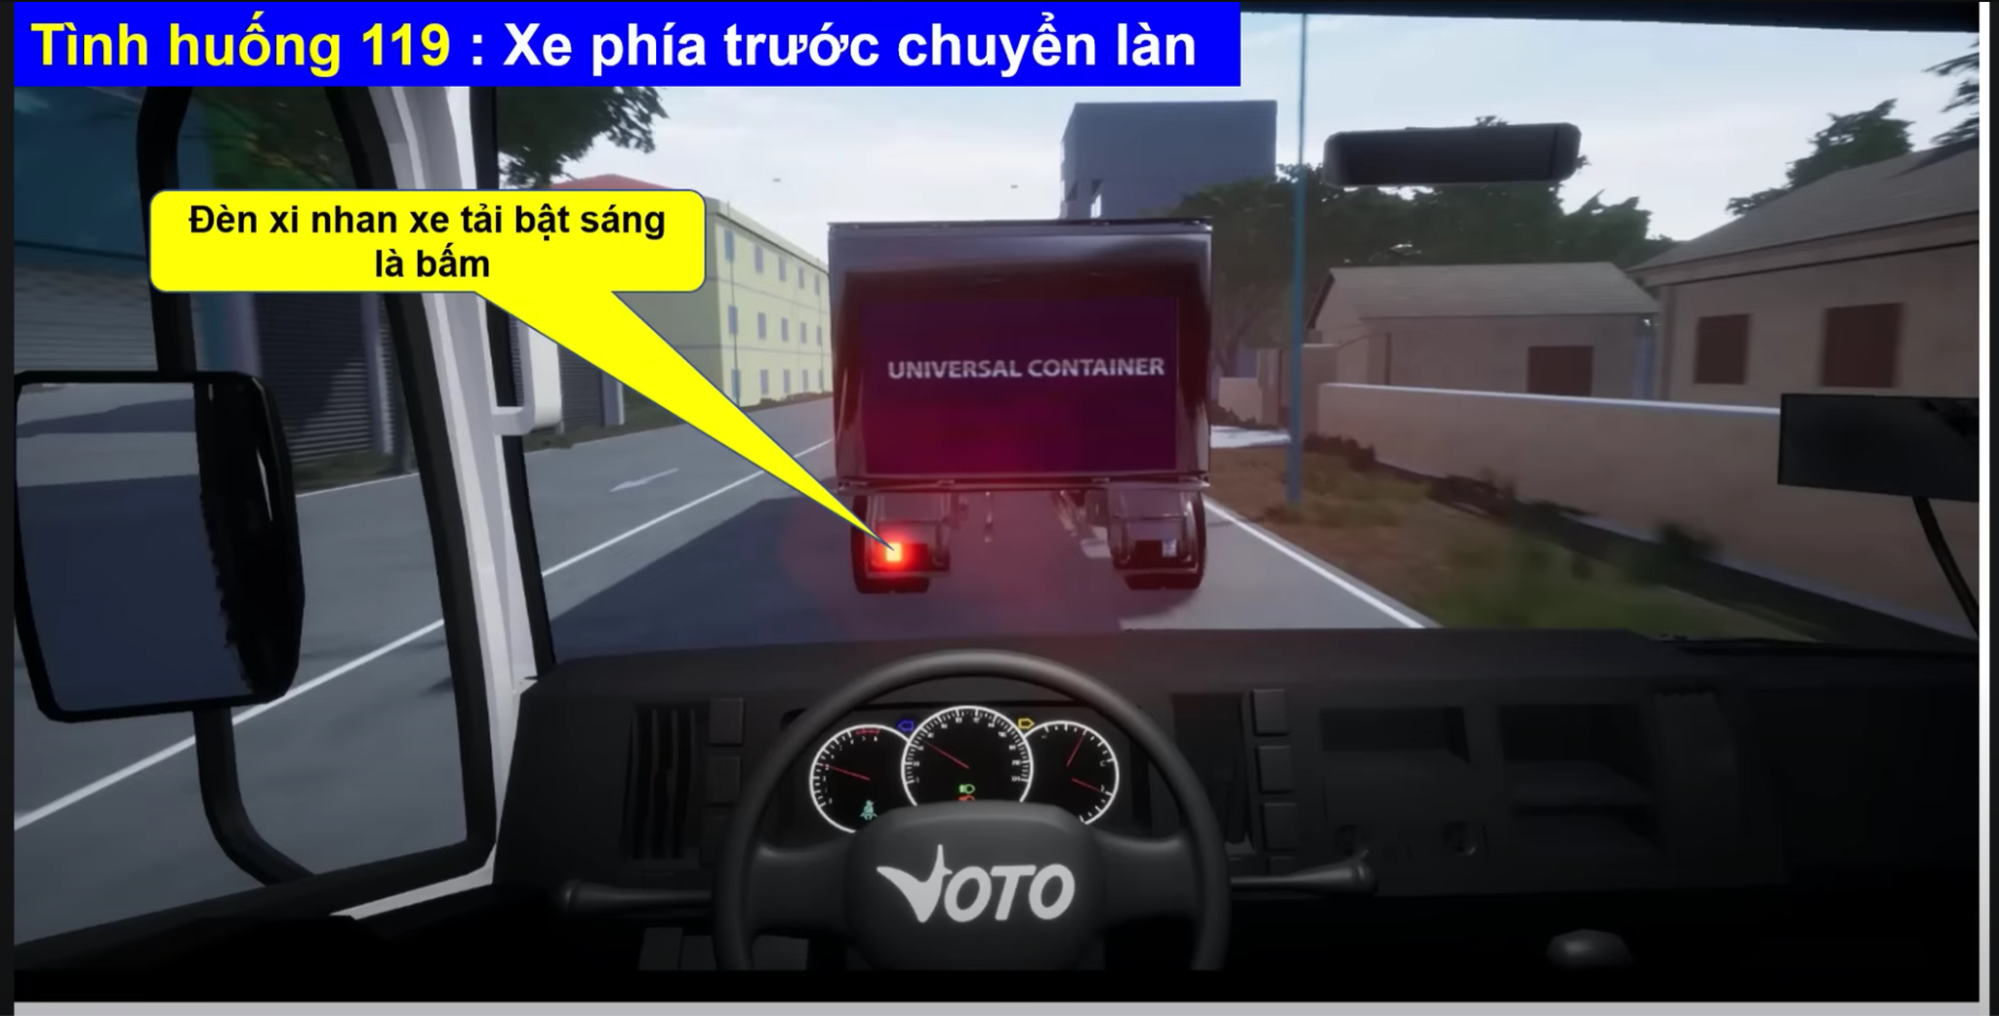 Tình huống 119 : Xe phía trước chuyển làn
Đèn xi nhan xe tải bật sáng
là bấm
UNIVERSAL CONTAINER
VOTO